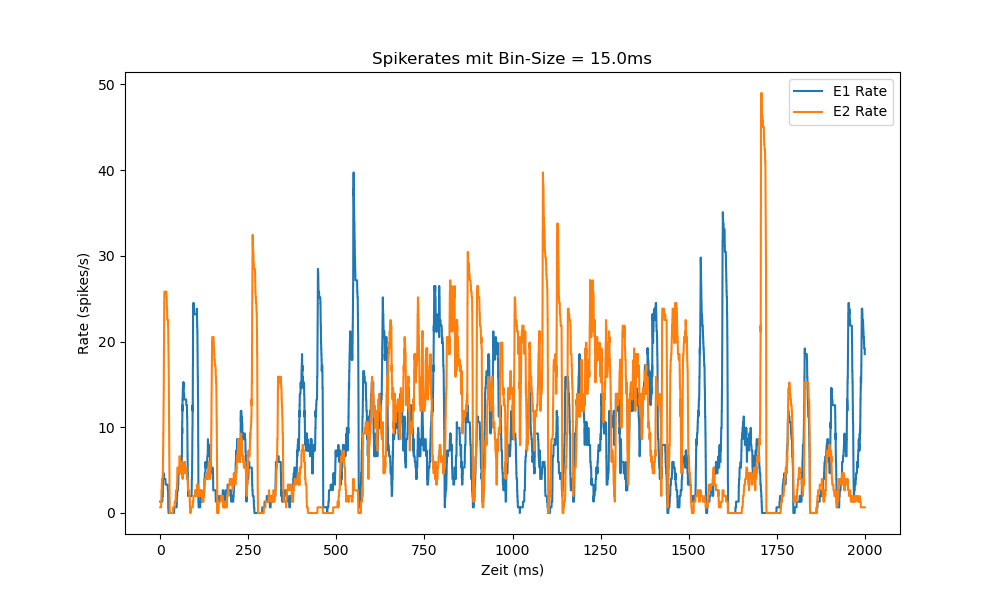 Spikerates mit Bin-Size = 15.0ms
E1 Rate
E2 Rate
50
40
30
20
10
0
Rate (spikes/s)
0 250 500 750 1000 1250 1500 1750 2000
Zeit (ms)